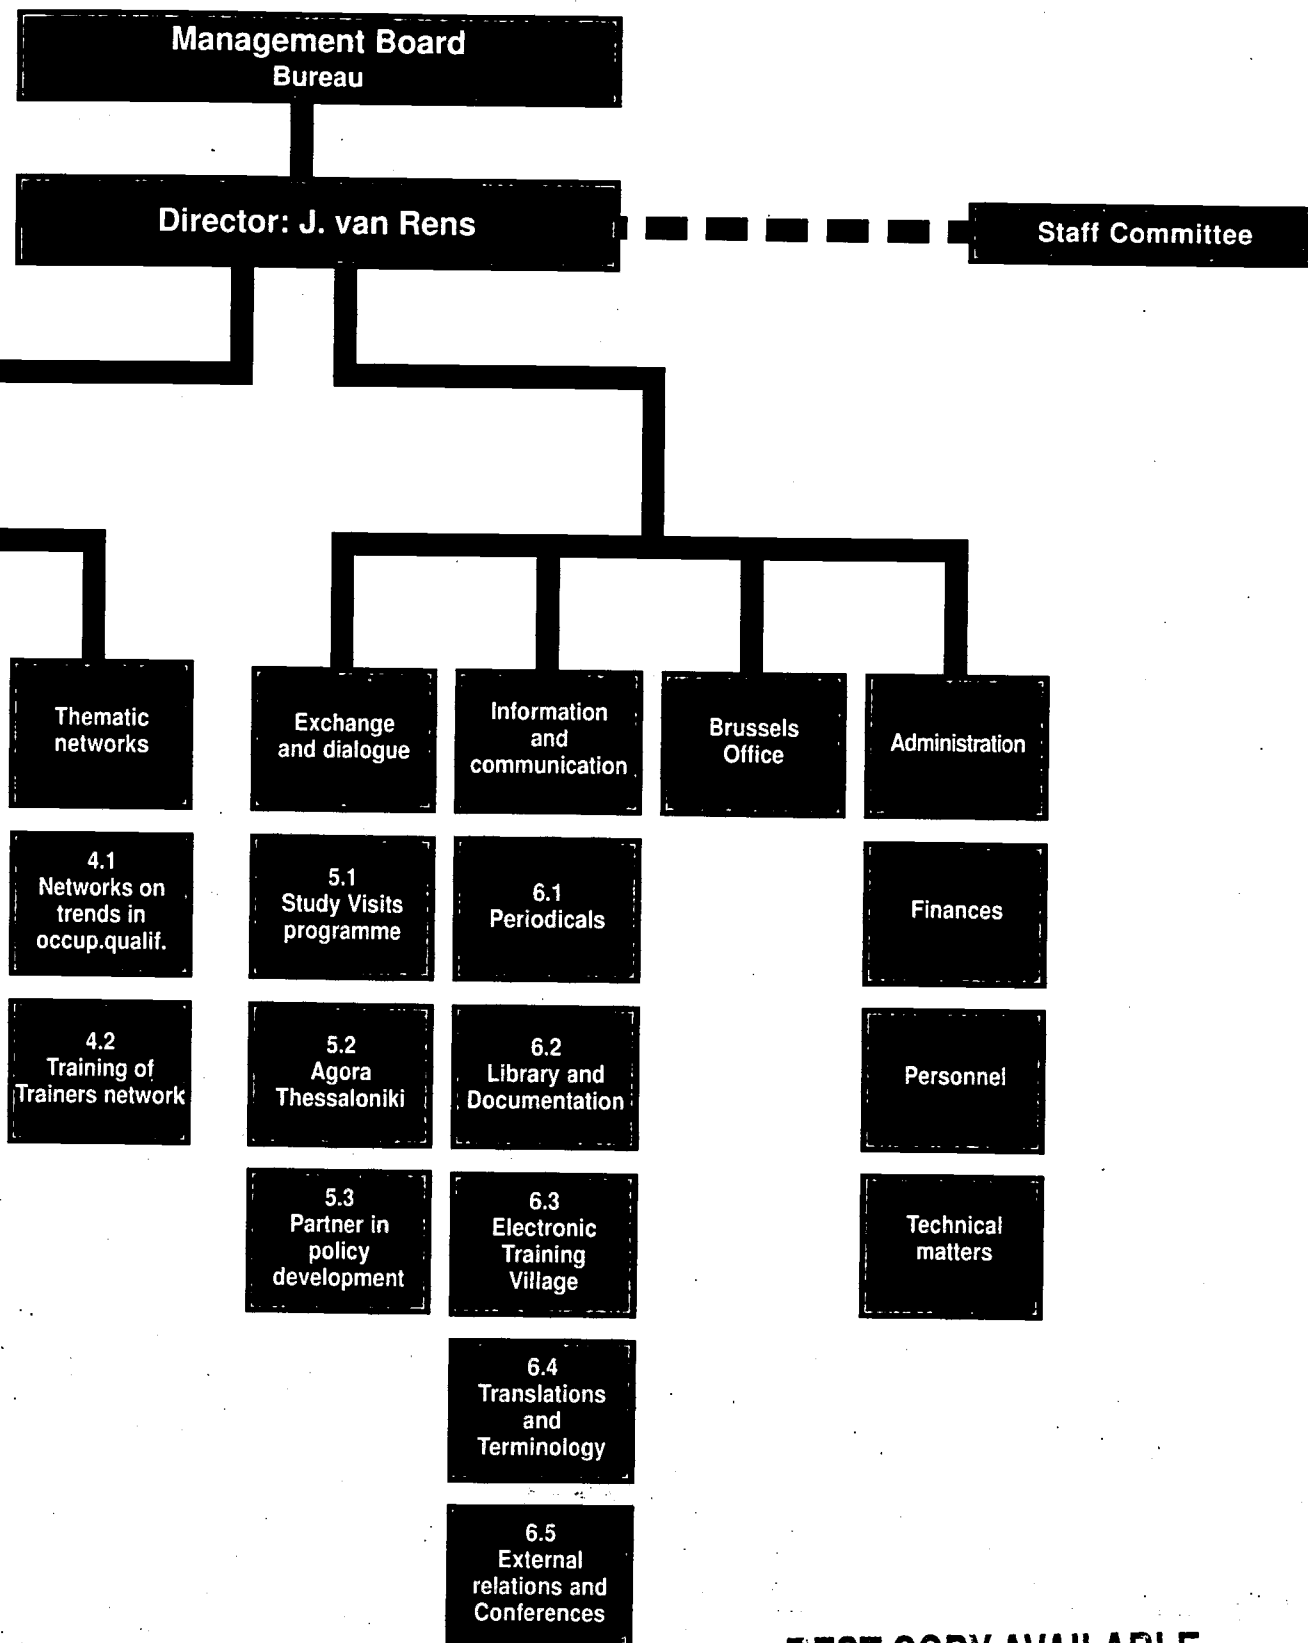 Management Board
Bureau
Director: J. van Rens
Staff Committee
Thematic
networks
4.1
Networks on
trends in
occup.qualif.
4.2
Training of
Trainers network
Exchange
and dialogue
5.1
Study Visits
programme
5.2
Agora
Thessaloniki
5.3
Partner in
policy
development
Information
and
communication
6.1
Periodicals
6.2
Library and
Documentation
6.3
Electronic
Training
Village
6.4
Translations
and
Terminology
6.5
External
relations and
Conferences
Brussels
Office
Administration
Finances
Personnel
Technical
matters
COPY AVAILABLE